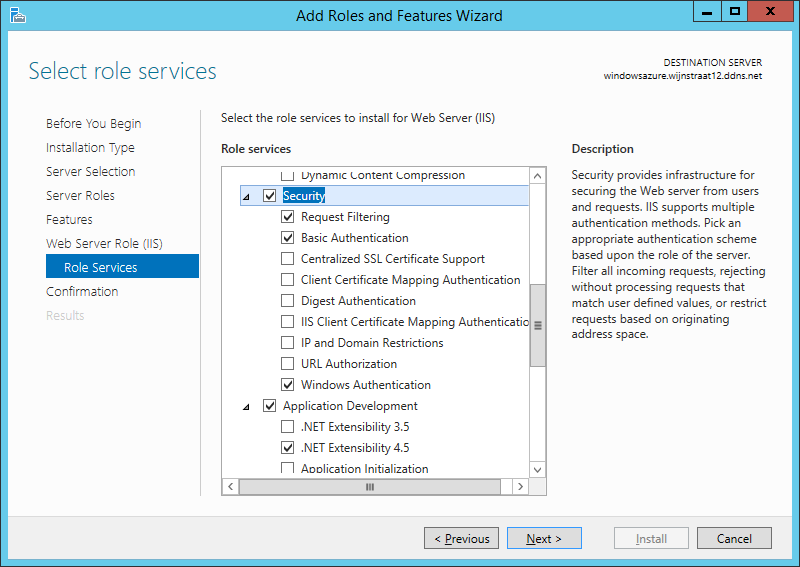 Add Roles and Features Wizard
Select role services
DESTINATION SERVER
windowsazure.wijnstraat12.ddns.net
Before You Begin
Installation Type
Server Selection
Server Roles
Features
Web Server Role (IIS)
Role Services
Confirmation
Results
Select the role services to install for Web Server (IIS)
Role services
Dynamic Content Compression
Security
Request Filtering
Basic Authentication
Centralized SSL Certificate Support
Client Certificate Mapping Authentication
Digest Authentication
IIS Client Certificate Mapping Authenticatio
IP and Domain Restrictions
URL Authorization
Windows Authentication
Application Development
.NET Extensibility 3.5
.NET Extensibility 4.5
Application Initialization
Description
Security provides infrastructure for
securing the Web server from users
and requests. IIS supports multiple
authentication methods. Pick an
appropriate authentication scheme
based upon the role of the server.
Filter all incoming requests, rejecting
without processing requests that
match user defined values, or restrict
requests based on originating
address space.
< Previous
Next >
Install
Cancel